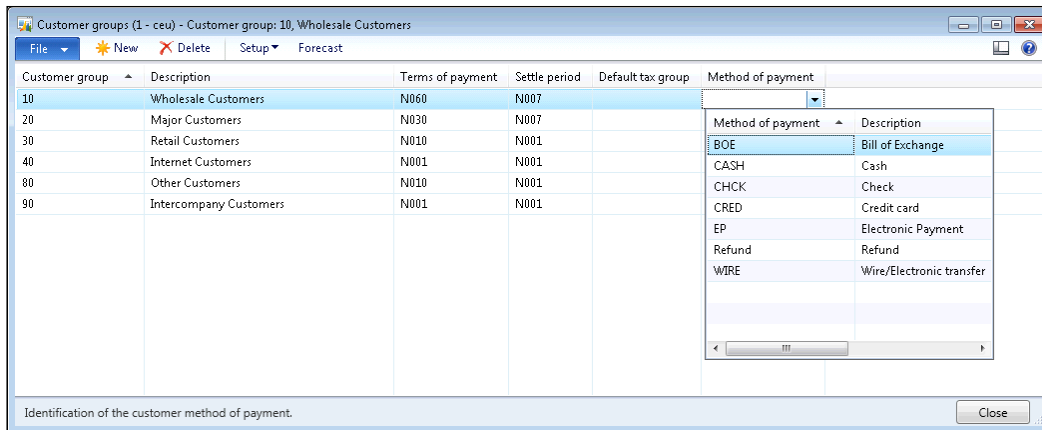 Customer groups (1 - ceu) - Customer group: 10, Wholesale Customers
File New Delete Setup Forecast
Customer group Description Terms of payment Settle period Default tax group Method of payment
10 Wholesale Customers N060 N007
20 Major Customers N030 N007
30 Retail Customers N010 N001
40 Internet Customers N001 N001
80 Other Customers N010 N001
90 Intercompany Customers N001 N001
Method of payment Description
BOE Bill of Exchange
CASH Cash
CHCK Check
CRED Credit card
EP Electronic Payment
Refund Refund
WIRE Wire/Electronic transfer
Identification of the customer method of payment. Close